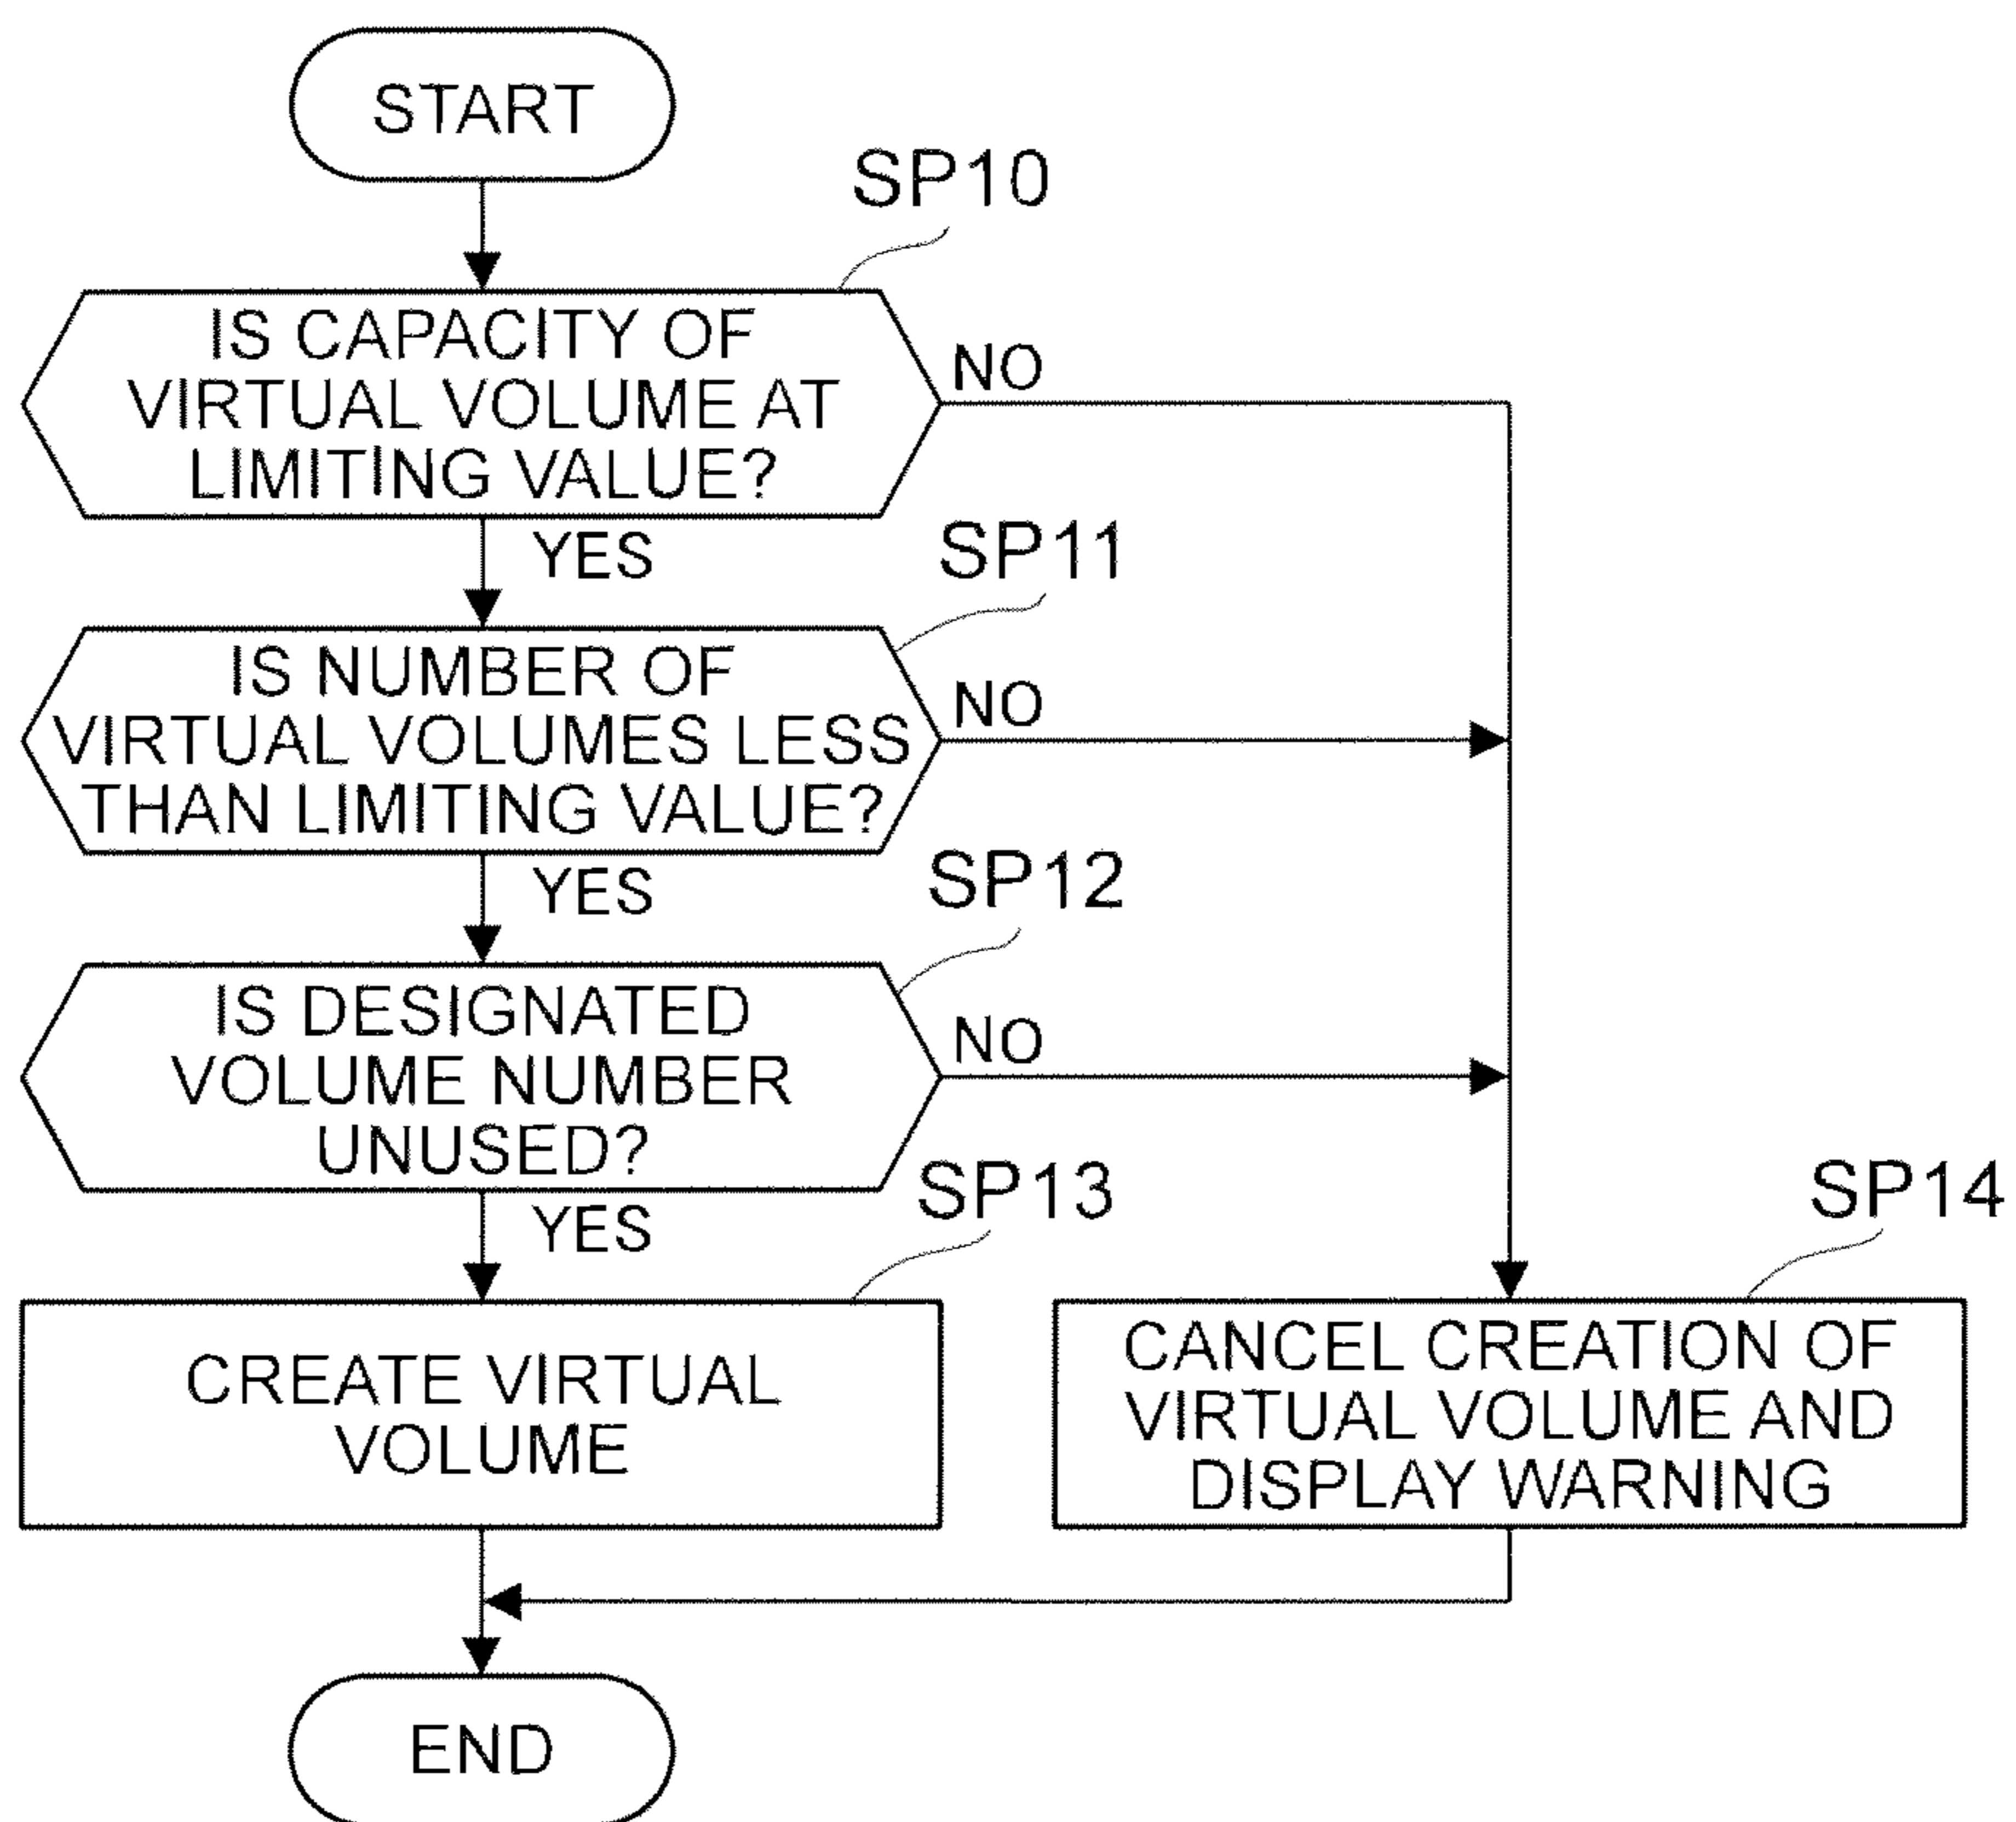 START
SP10
IS CAPACITY OF
VIRTUAL VOLUME AT
LIMITING VALUE?
NO
YES
SP11
IS NUMBER OF
VIRTUAL VOLUMES LESS
THAN LIMITING VALUE?
NO
YES
SP12
IS DESIGNATED
VOLUME NUMBER
UNUSED?
NO
YES
SP13
CREATE VIRTUAL
VOLUME
SP14
CANCEL CREATION OF
VIRTUAL VOLUME AND
DISPLAY WARNING
END